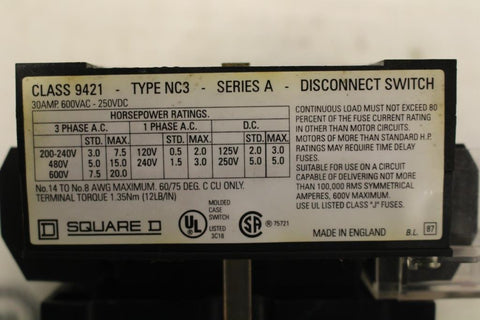 CLASS 9421 - TYPE NC3 - SERIES A - DISCONNECT SWITCH
30AMP. 600VAC - 250VDC
HORSEPOWER RATINGS.
3 PHASE A.C. 1 PHASE A.C. D.C.
STD. MAX. STD. MAX. STD. MAX.
200-240V 3.0 7.5 120V 0.5 2.0 125V 2.0 3.0
480V 5.0 15.0 240V 1.5 3.0 250V 5.0 5.0
600V 7.5 20.0
CONTINUOUS LOAD MUST NOT EXCEED 80
PERCENT OF THE FUSE CURRENT RATING
IN OTHER THAN MOTOR CIRCUITS.
MOTORS OF MORE THAN STANDARD H.P.
RATINGS MAY REQUIRE TIME DELAY
FUSES.
SUITABLE FOR USE ON A CIRCUIT
CAPABLE OF DELIVERING NOT MORE
THAN 100,000 RMS SYMMETRICAL
AMPERES, 600V MAXIMUM.
USE UL LISTED CLASS "J" FUSES.
No.14 TO No.8 AWG MAXIMUM. 60/75 DEG. C CU ONLY.
TERMINAL TORQUE 1.35Nm (12LB/IN)
D SQUARE D
UL
MOLDED
CASE
SWITCH
LISTED
3C18
SA ® 75721
MADE IN ENGLAND
B.L. 87